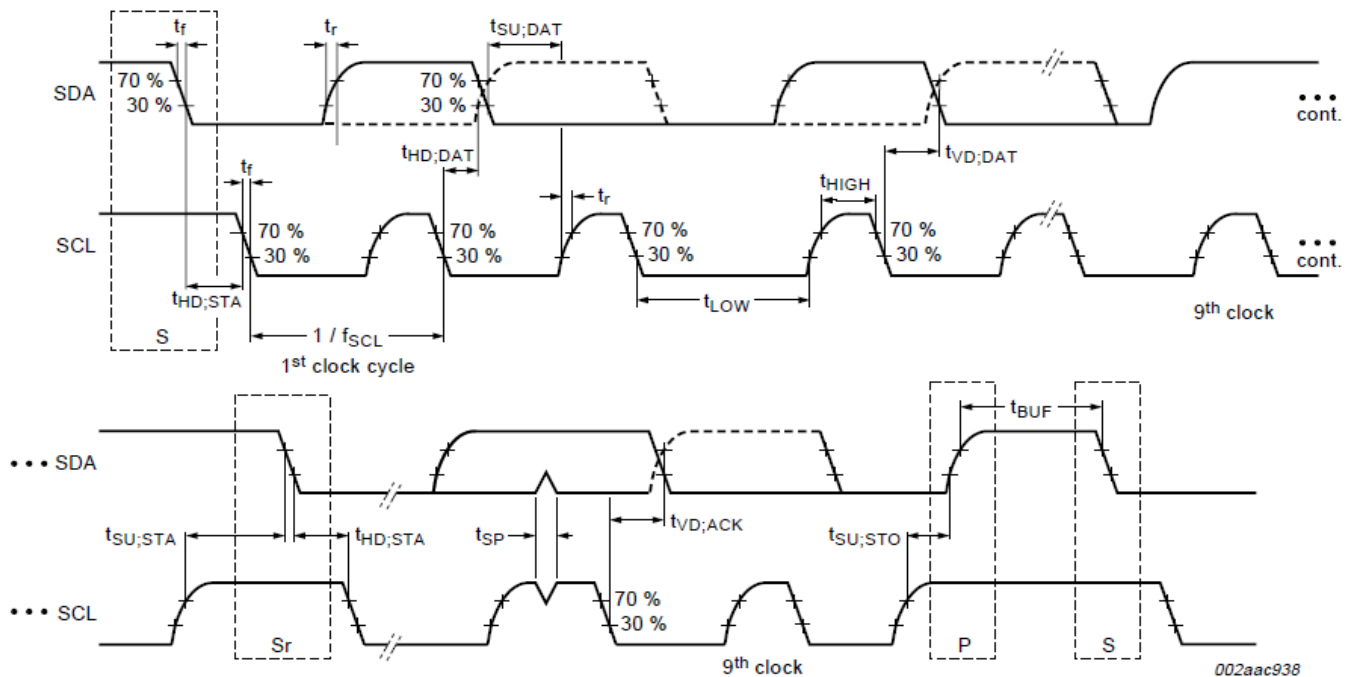 tf
tr
tSU;DAT
70 %
30 %
SDA
70 %
30 %
cont.
tHD;DAT
tVD;DAT
tf
tr
tHIGH
SCL
70 %
30 %
70 %
30 %
70 %
30 %
cont.
tHD;STA
tLOW
9th clock
S
1 / fSCL
1st clock cycle
tBUF
••• SDA
tSU;STA
tHD;STA
tSP
tVD;ACK
tSU;STO
••• SCL
70 %
30 %
Sr
9th clock
P
S
002aac938